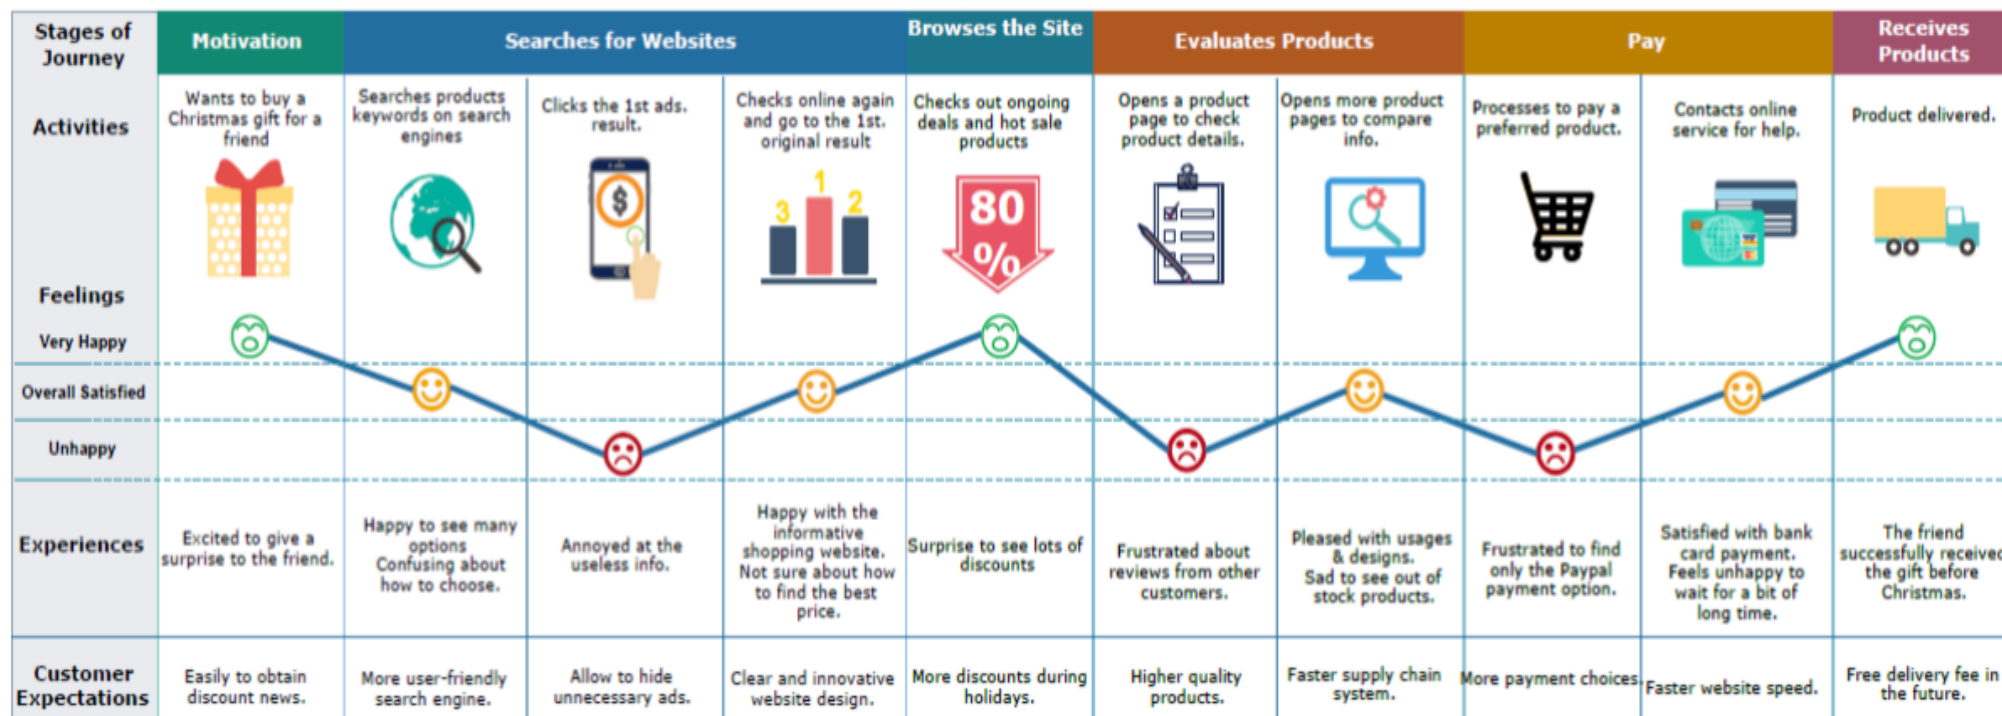 Stages of
Journey
Motivation
Searches for Websites
Browses the Site
Evaluates Products
Pay
Receives
Products
Activities
Wants to buy a
Christmas gift for a
friend
Searches products
keywords on search
engines
Clicks the 1st ads.
result.
Checks online again
and go to the 1st.
original result
Checks out ongoing
deals and hot sale
products
Opens a product
page to check
product details.
Opens more product
pages to compare
info.
Processes to pay a
preferred product.
Contacts online
service for help.
Product delivered.
$
3
1
2
80
%
Feelings
Very Happy
Overall Satisfied
Unhappy
Experiences
Excited to give a
surprise to the friend.
Happy to see many
options
Confusing about
how to choose.
Annoyed at the
useless info.
Happy with the
informative
shopping website.
Not sure about how
to find the best
price.
Surprise to see lots of
discounts
Frustrated about
reviews from other
customers.
Pleased with usages
& designs.
Sad to see out of
stock products.
Frustrated to find
only the Paypal
payment option.
Satisfied with bank
card payment.
Feels unhappy to
wait for a bit of
long time.
The friend
successfully received
the gift before
Christmas.
Customer
Expectations
Easily to obtain
discount news.
More user-friendly
search engine.
Allow to hide
unnecessary ads.
Clear and innovative
website design.
More discounts during
holidays.
Higher quality
products.
Faster supply chain
system.
More payment choices.
Faster website speed.
Free delivery fee in
the future.